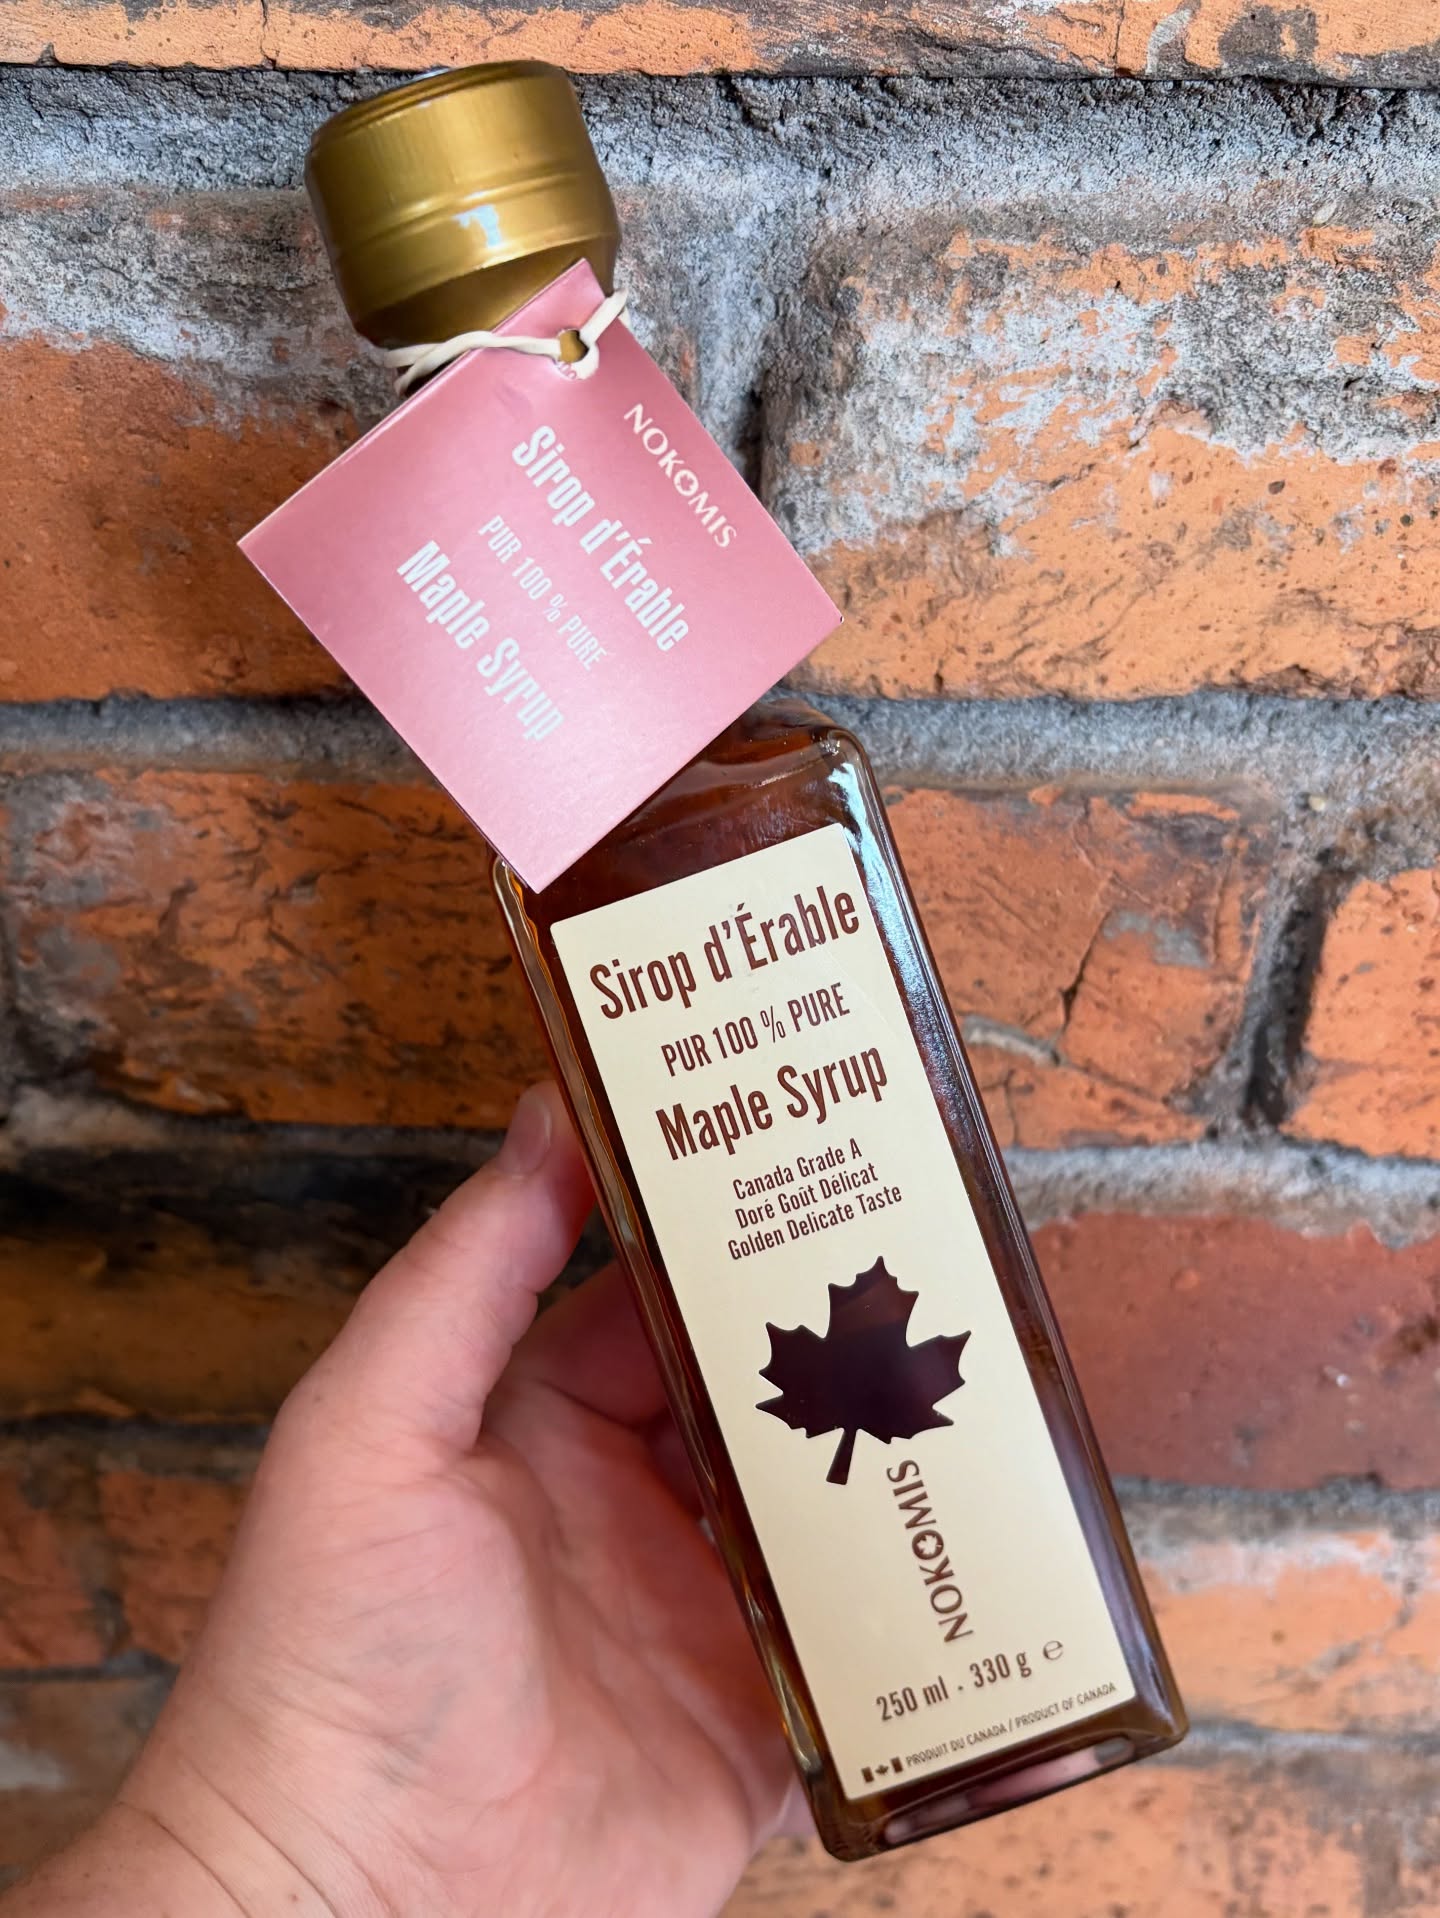 NOKOMIS
Sirop d'Érable
PUR 100 % PURE
Maple Syrup
Sirop d'Érable
PUR 100 % PURE
Maple Syrup
Canada Grade A
Doré Goût Délicat
Golden Delicate Taste
NOKOMIS
250 ml . 330 g ℮
PRODUIT DU CANADA / PRODUCT OF CANADA